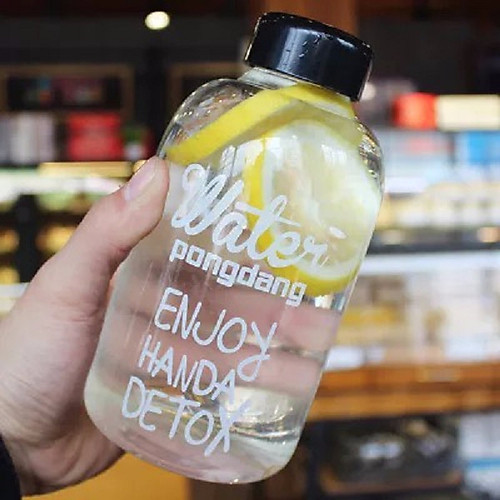 Water
pongdang
ENJOY
HANDA
DETOX